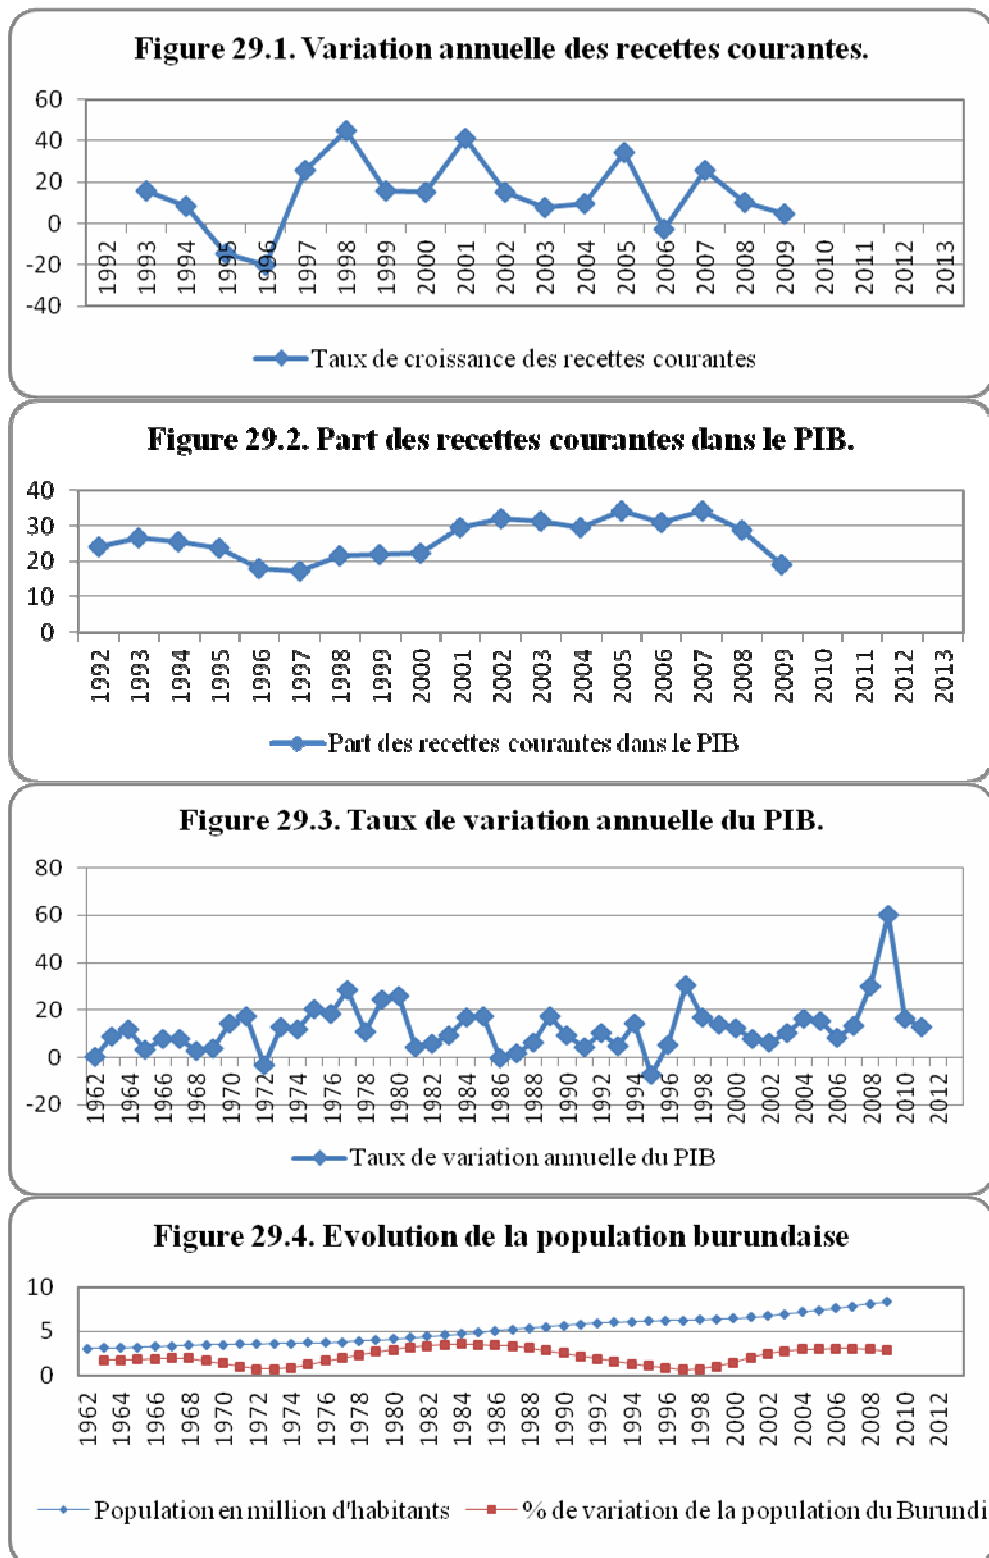 Figure 29.1. Variation annuelle des recettes courantes.
60
40
20
0
-20
-40
1992 1993 1994 1995 1996 1997 1998 1999 2000 2001 2002 2003 2004 2005 2006 2007 2008 2009 2010 2011 2012 2013
Taux de croissance des recettes courantes
Figure 29.2. Part des recettes courantes dans le PIB.
40
30
20
10
0
1992 1993 1994 1995 1996 1997 1998 1999 2000 2001 2002 2003 2004 2005 2006 2007 2008 2009 2010 2011 2012 2013
Part des recettes courantes dans le PIB
Figure 29.3. Taux de variation annuelle du PIB.
80
60
40
20
0
-20
1962 1964 1966 1968 1970 1972 1974 1976 1978 1980 1982 1984 1986 1988 1990 1992 1994 1996 1998 2000 2002 2004 2006 2008 2010 2012
Taux de variation annuelle du PIB
Figure 29.4. Evolution de la population burundaise
10
5
0
1962 1964 1966 1968 1970 1972 1974 1976 1978 1980 1982 1984 1986 1988 1990 1992 1994 1996 1998 2000 2002 2004 2006 2008 2010 2012
Population en million d'habitants % de variation de la population du Burundi